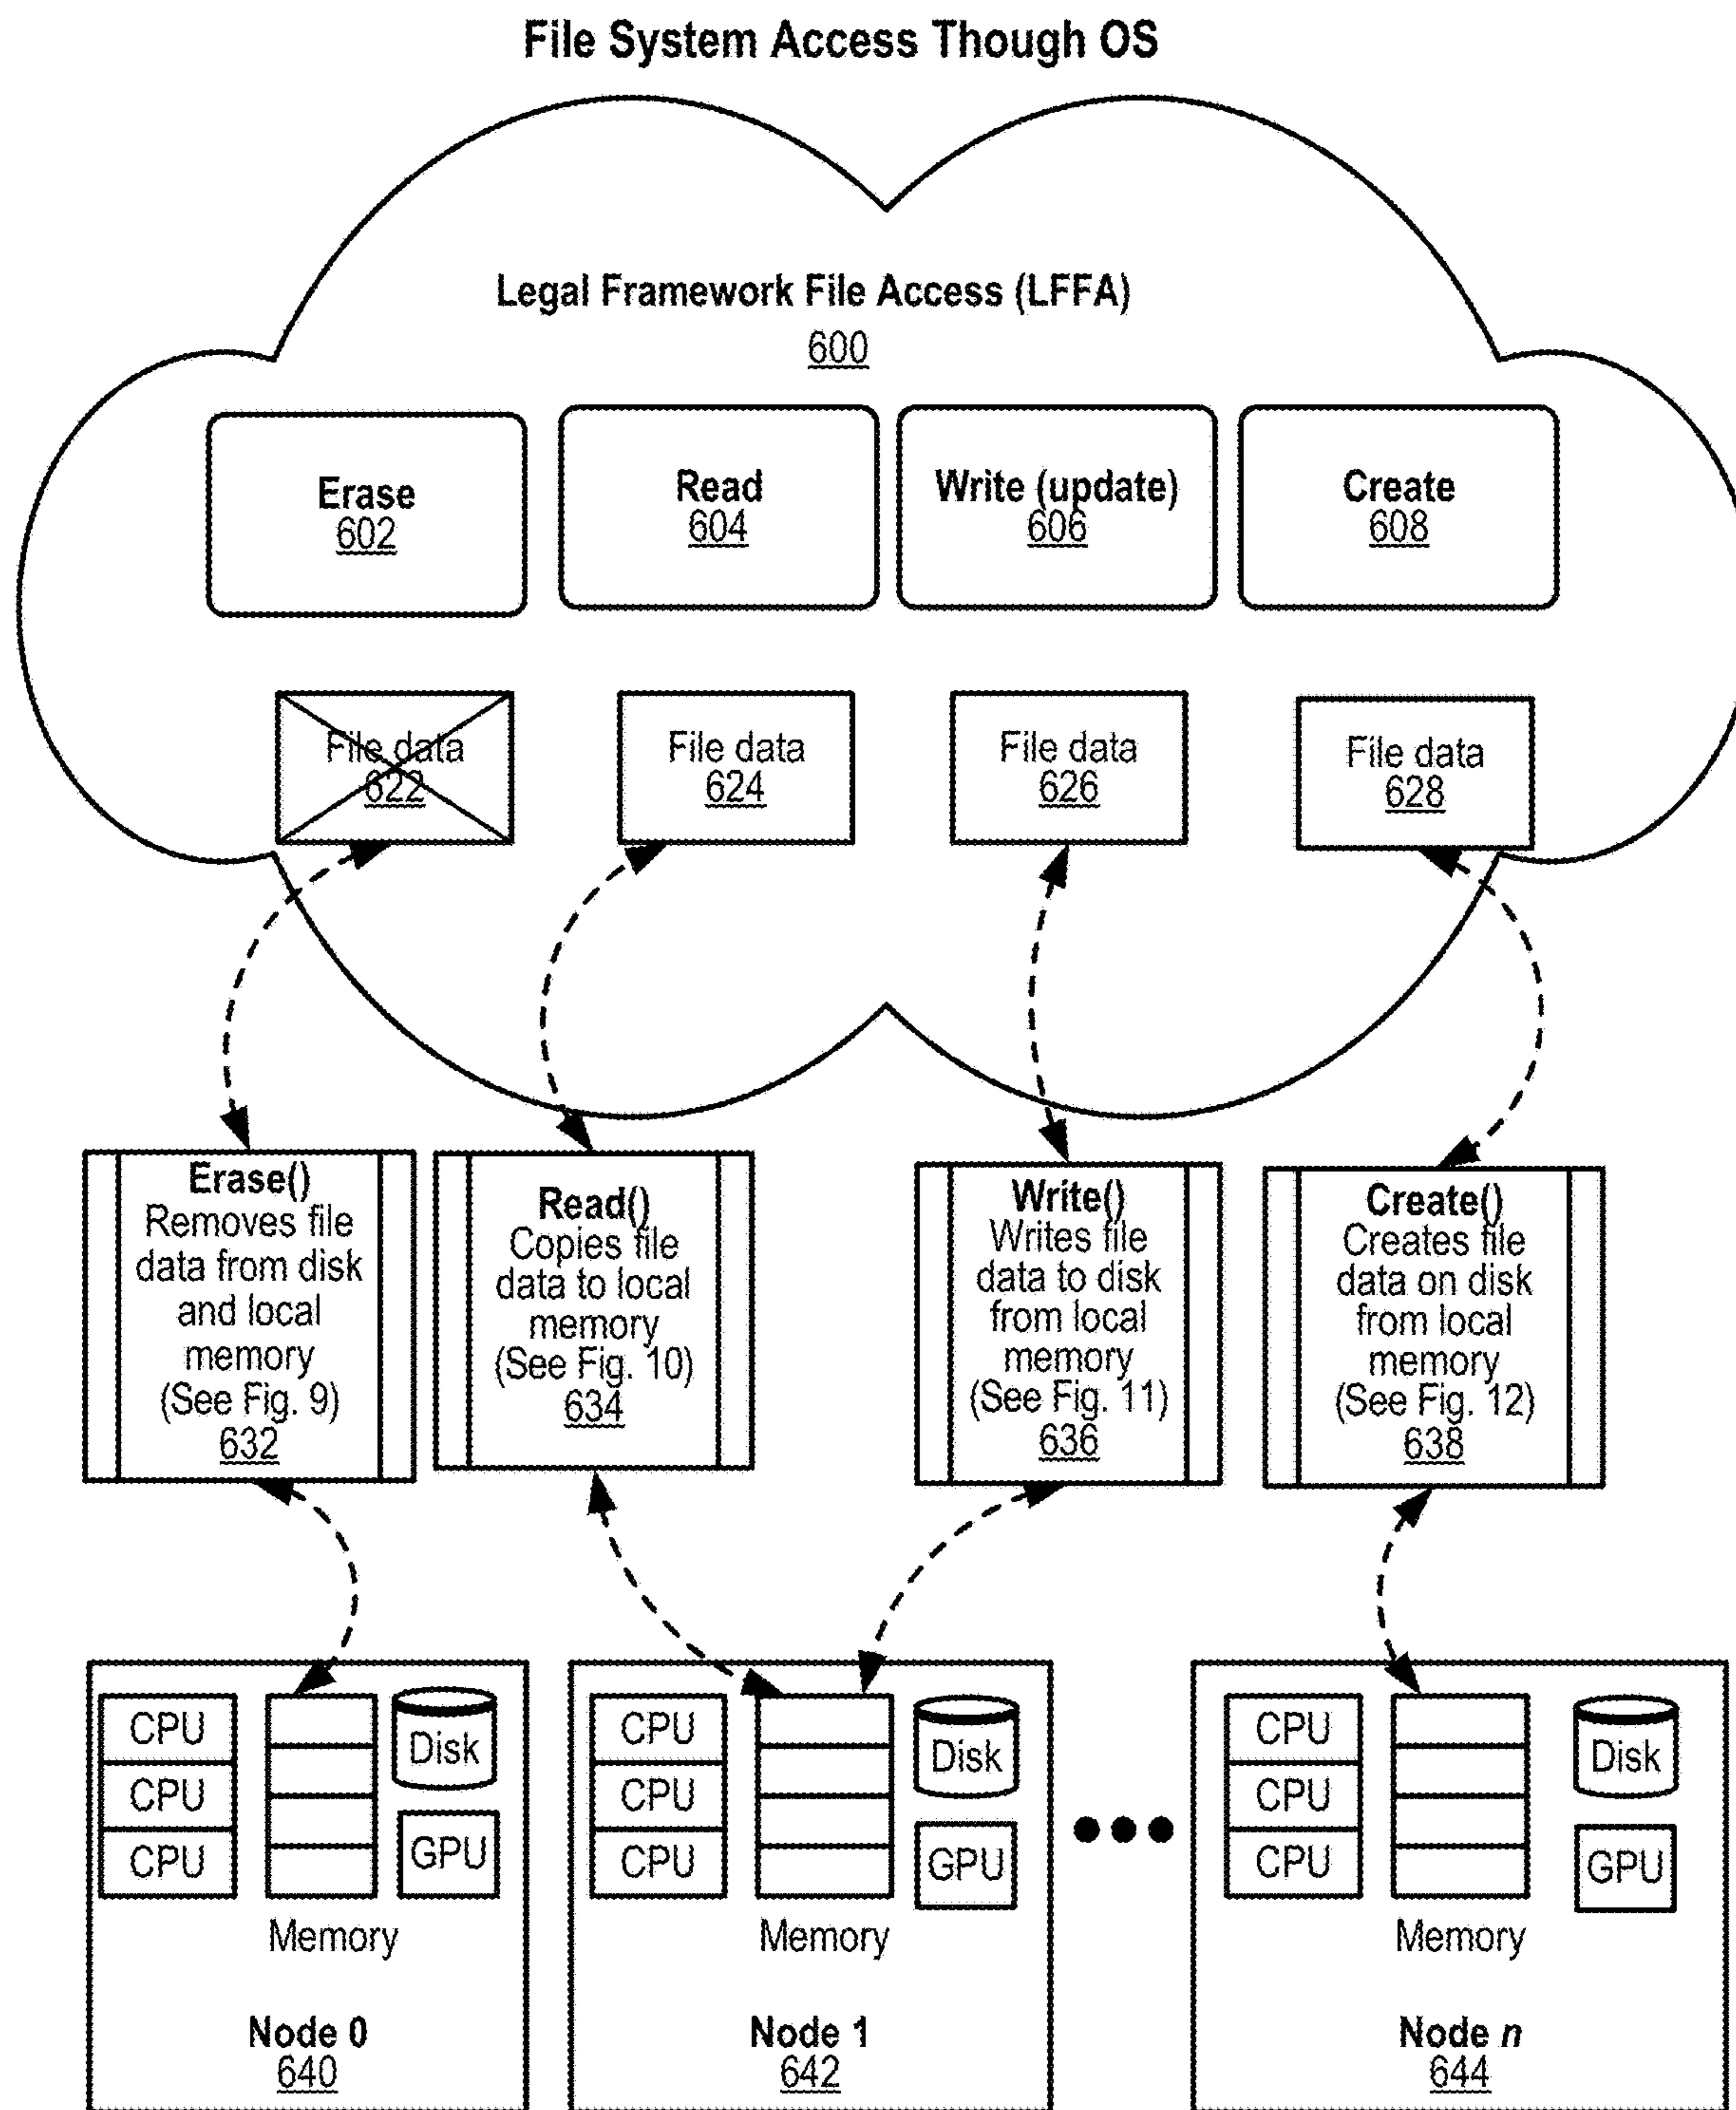 File System Access Though OS
Legal Framework File Access (LFFA)
600
Erase
602
Read
604
Write (update)
606
Create
608
File data
622
File data
624
File data
626
File data
628
Erase()
Removes file
data from disk
and local
memory
(See Fig. 9)
632
Read()
Copies file
data to local
memory
(See Fig. 10)
634
Write()
Writes file
data to disk
from local
memory
(See Fig. 11)
636
Create()
Creates file
data on disk
from local
memory
(See Fig. 12)
638
CPU
CPU
CPU
Disk
GPU
Memory
Node 0
640
CPU
CPU
CPU
Disk
GPU
Memory
Node 1
642
CPU
CPU
CPU
Disk
GPU
Memory
Node n
644